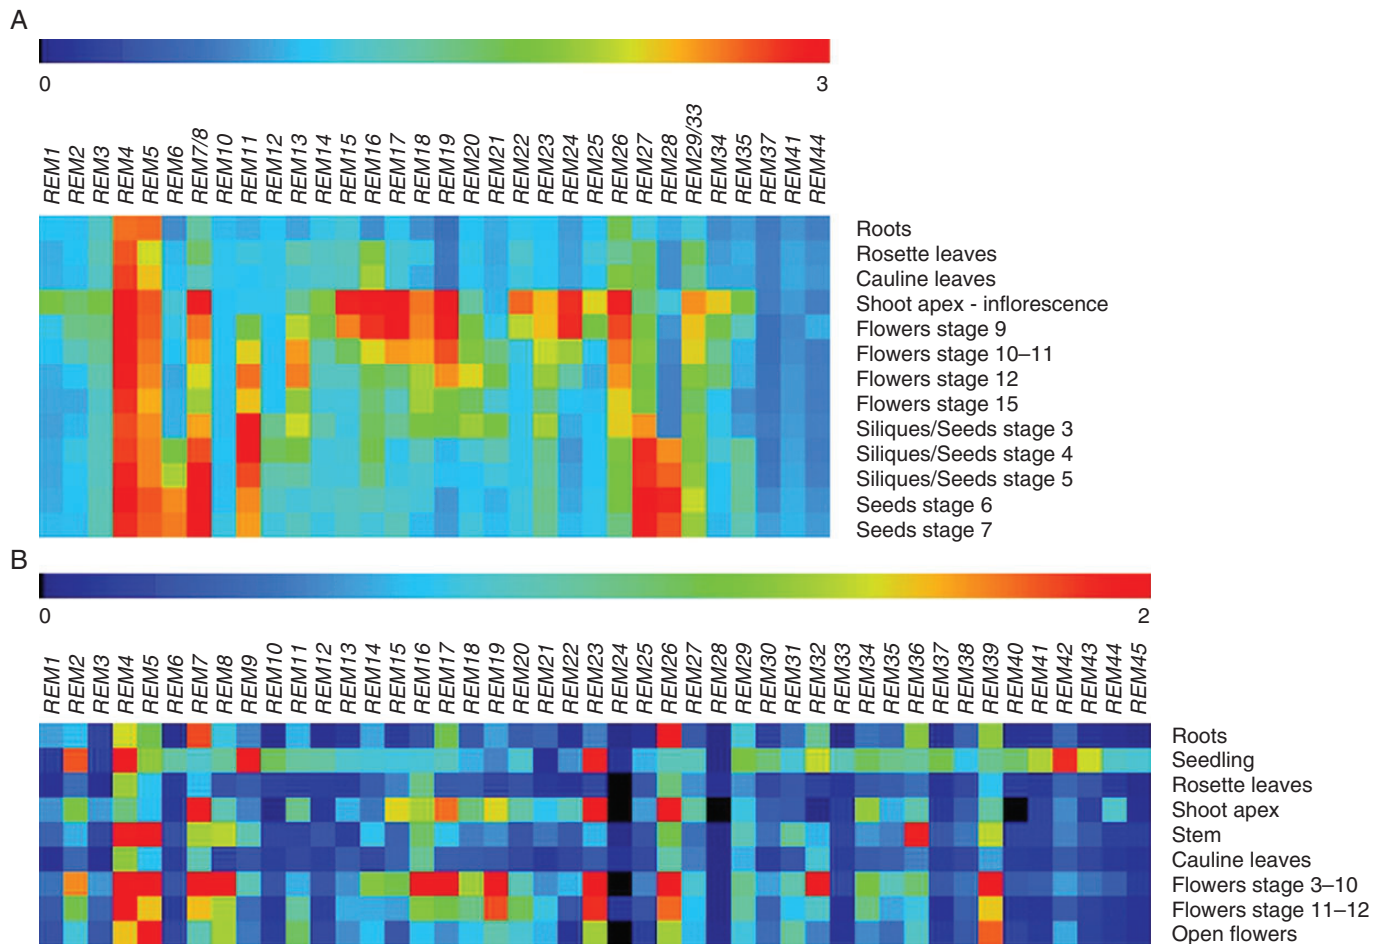 A
0 3
REM1 REM2 REM3 REM4 REM5 REM6 REM7/8 REM10 REM11 REM12 REM13 REM14 REM15 REM16 REM17 REM18 REM19 REM20 REM21 REM22 REM23 REM24 REM25 REM26 REM27 REM28 REM29/33 REM34 REM35 REM37 REM41 REM44
Roots
Rosette leaves
Cauline leaves
Shoot apex - inflorescence
Flowers stage 9
Flowers stage 10–11
Flowers stage 12
Flowers stage 15
Siliques/Seeds stage 3
Siliques/Seeds stage 4
Siliques/Seeds stage 5
Seeds stage 6
Seeds stage 7
B
0 2
REM1 REM2 REM3 REM4 REM5 REM6 REM7 REM8 REM9 REM10 REM11 REM12 REM13 REM14 REM15 REM16 REM17 REM18 REM19 REM20 REM21 REM22 REM23 REM24 REM25 REM26 REM27 REM28 REM29 REM30 REM31 REM32 REM33 REM34 REM35 REM36 REM37 REM38 REM39 REM40 REM41 REM42 REM43 REM44 REM45
Roots
Seedling
Rosette leaves
Shoot apex
Stem
Cauline leaves
Flowers stage 3–10
Flowers stage 11–12
Open flowers